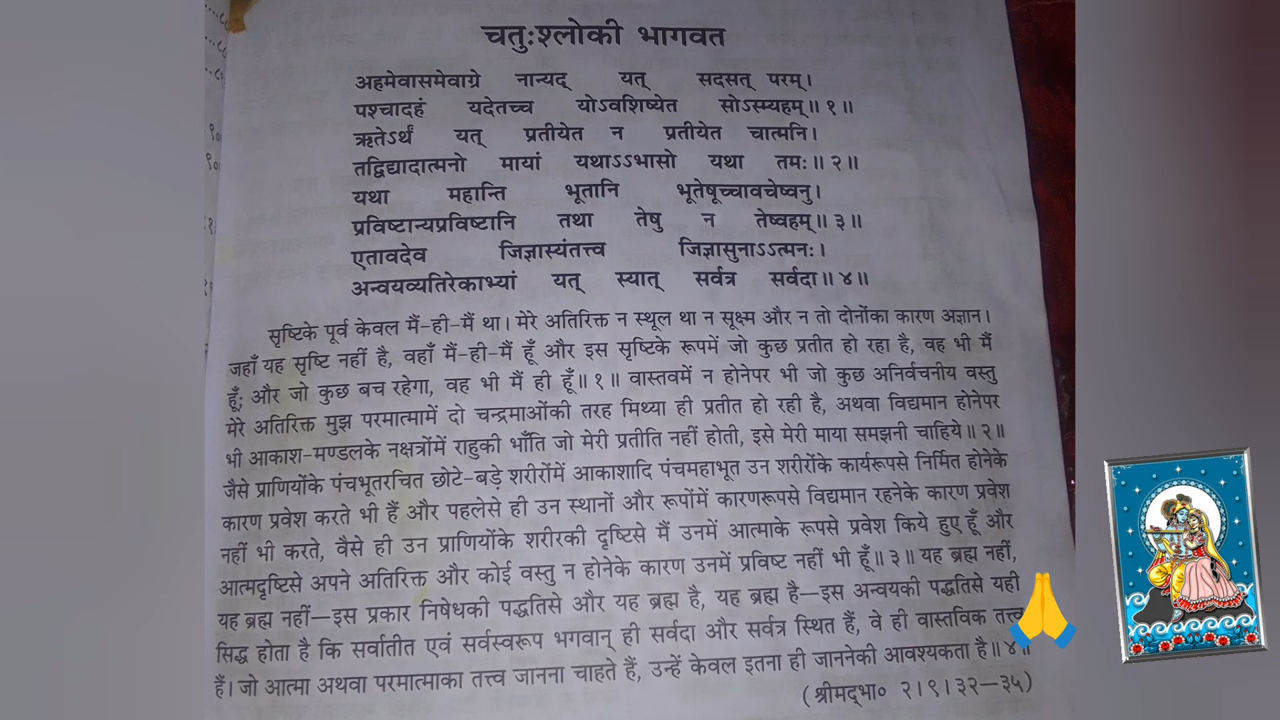 चतुःश्लोकी भागवत
अहमेवासमेवाग्रे नान्यद् यत् सदसत् परम्।
पश्चादहं यदेतच्च योऽवशिष्येत सोऽस्म्यहम्॥ १॥
ऋतेऽर्थं यत् प्रतीयेत न प्रतीयेत चात्मनि।
तद्विद्यादात्मनो मायां यथाऽऽभासो यथा तमः॥ २॥
यथा महान्ति भूतानि भूतेषूच्चावचेष्वनु।
प्रविष्टान्यप्रविष्टानि तथा तेषु न तेष्वहम्॥ ३॥
एतावदेव जिज्ञास्यंतत्त्व जिज्ञासुनाऽऽत्मनः।
अन्वयव्यतिरेकाभ्यां यत् स्यात् सर्वत्र सर्वदा॥ ४॥
सृष्टिके पूर्व केवल मैं-ही-मैं था। मेरे अतिरिक्त न स्थूल था न सूक्ष्म और न तो दोनोंका कारण अज्ञान।
जहाँ यह सृष्टि नहीं है, वहाँ मैं-ही-मैं हूँ और इस सृष्टिके रूपमें जो कुछ प्रतीत हो रहा है, वह भी मैं
हूँ; और जो कुछ बच रहेगा, वह भी मैं ही हूँ॥ १॥ वास्तवमें न होनेपर भी जो कुछ अनिर्वचनीय वस्तु
मेरे अतिरिक्त मुझ परमात्मामें दो चन्द्रमाओंकी तरह मिथ्या ही प्रतीत हो रही है, अथवा विद्यमान होनेपर
भी आकाश-मण्डलके नक्षत्रोंमें राहुकी भाँति जो मेरी प्रतीति नहीं होती, इसे मेरी माया समझनी चाहिये॥ २॥
जैसे प्राणियोंके पंचभूतरचित छोटे-बड़े शरीरोंमें आकाशादि पंचमहाभूत उन शरीरोंके कार्यरूपसे निर्मित होनेके
कारण प्रवेश करते भी हैं और पहलेसे ही उन स्थानों और रूपोंमें कारणरूपसे विद्यमान रहनेके कारण प्रवेश
नहीं भी करते, वैसे ही उन प्राणियोंके शरीरकी दृष्टिसे मैं उनमें आत्माके रूपसे प्रवेश किये हुए हूँ और
आत्मदृष्टिसे अपने अतिरिक्त और कोई वस्तु न होनेके कारण उनमें प्रविष्ट नहीं भी हूँ॥ ३॥ यह ब्रह्म नहीं,
यह ब्रह्म नहीं—इस प्रकार निषेधकी पद्धतिसे और यह ब्रह्म है, यह ब्रह्म है—इस अन्वयकी पद्धतिसे यही
सिद्ध होता है कि सर्वातीत एवं सर्वस्वरूप भगवान् ही सर्वदा और सर्वत्र स्थित हैं, वे ही वास्तविक तत्त्व
हैं। जो आत्मा अथवा परमात्माका तत्त्व जानना चाहते हैं, उन्हें केवल इतना ही जाननेकी आवश्यकता है॥ ४॥
(श्रीमद्भा० २।९।३२—३५)